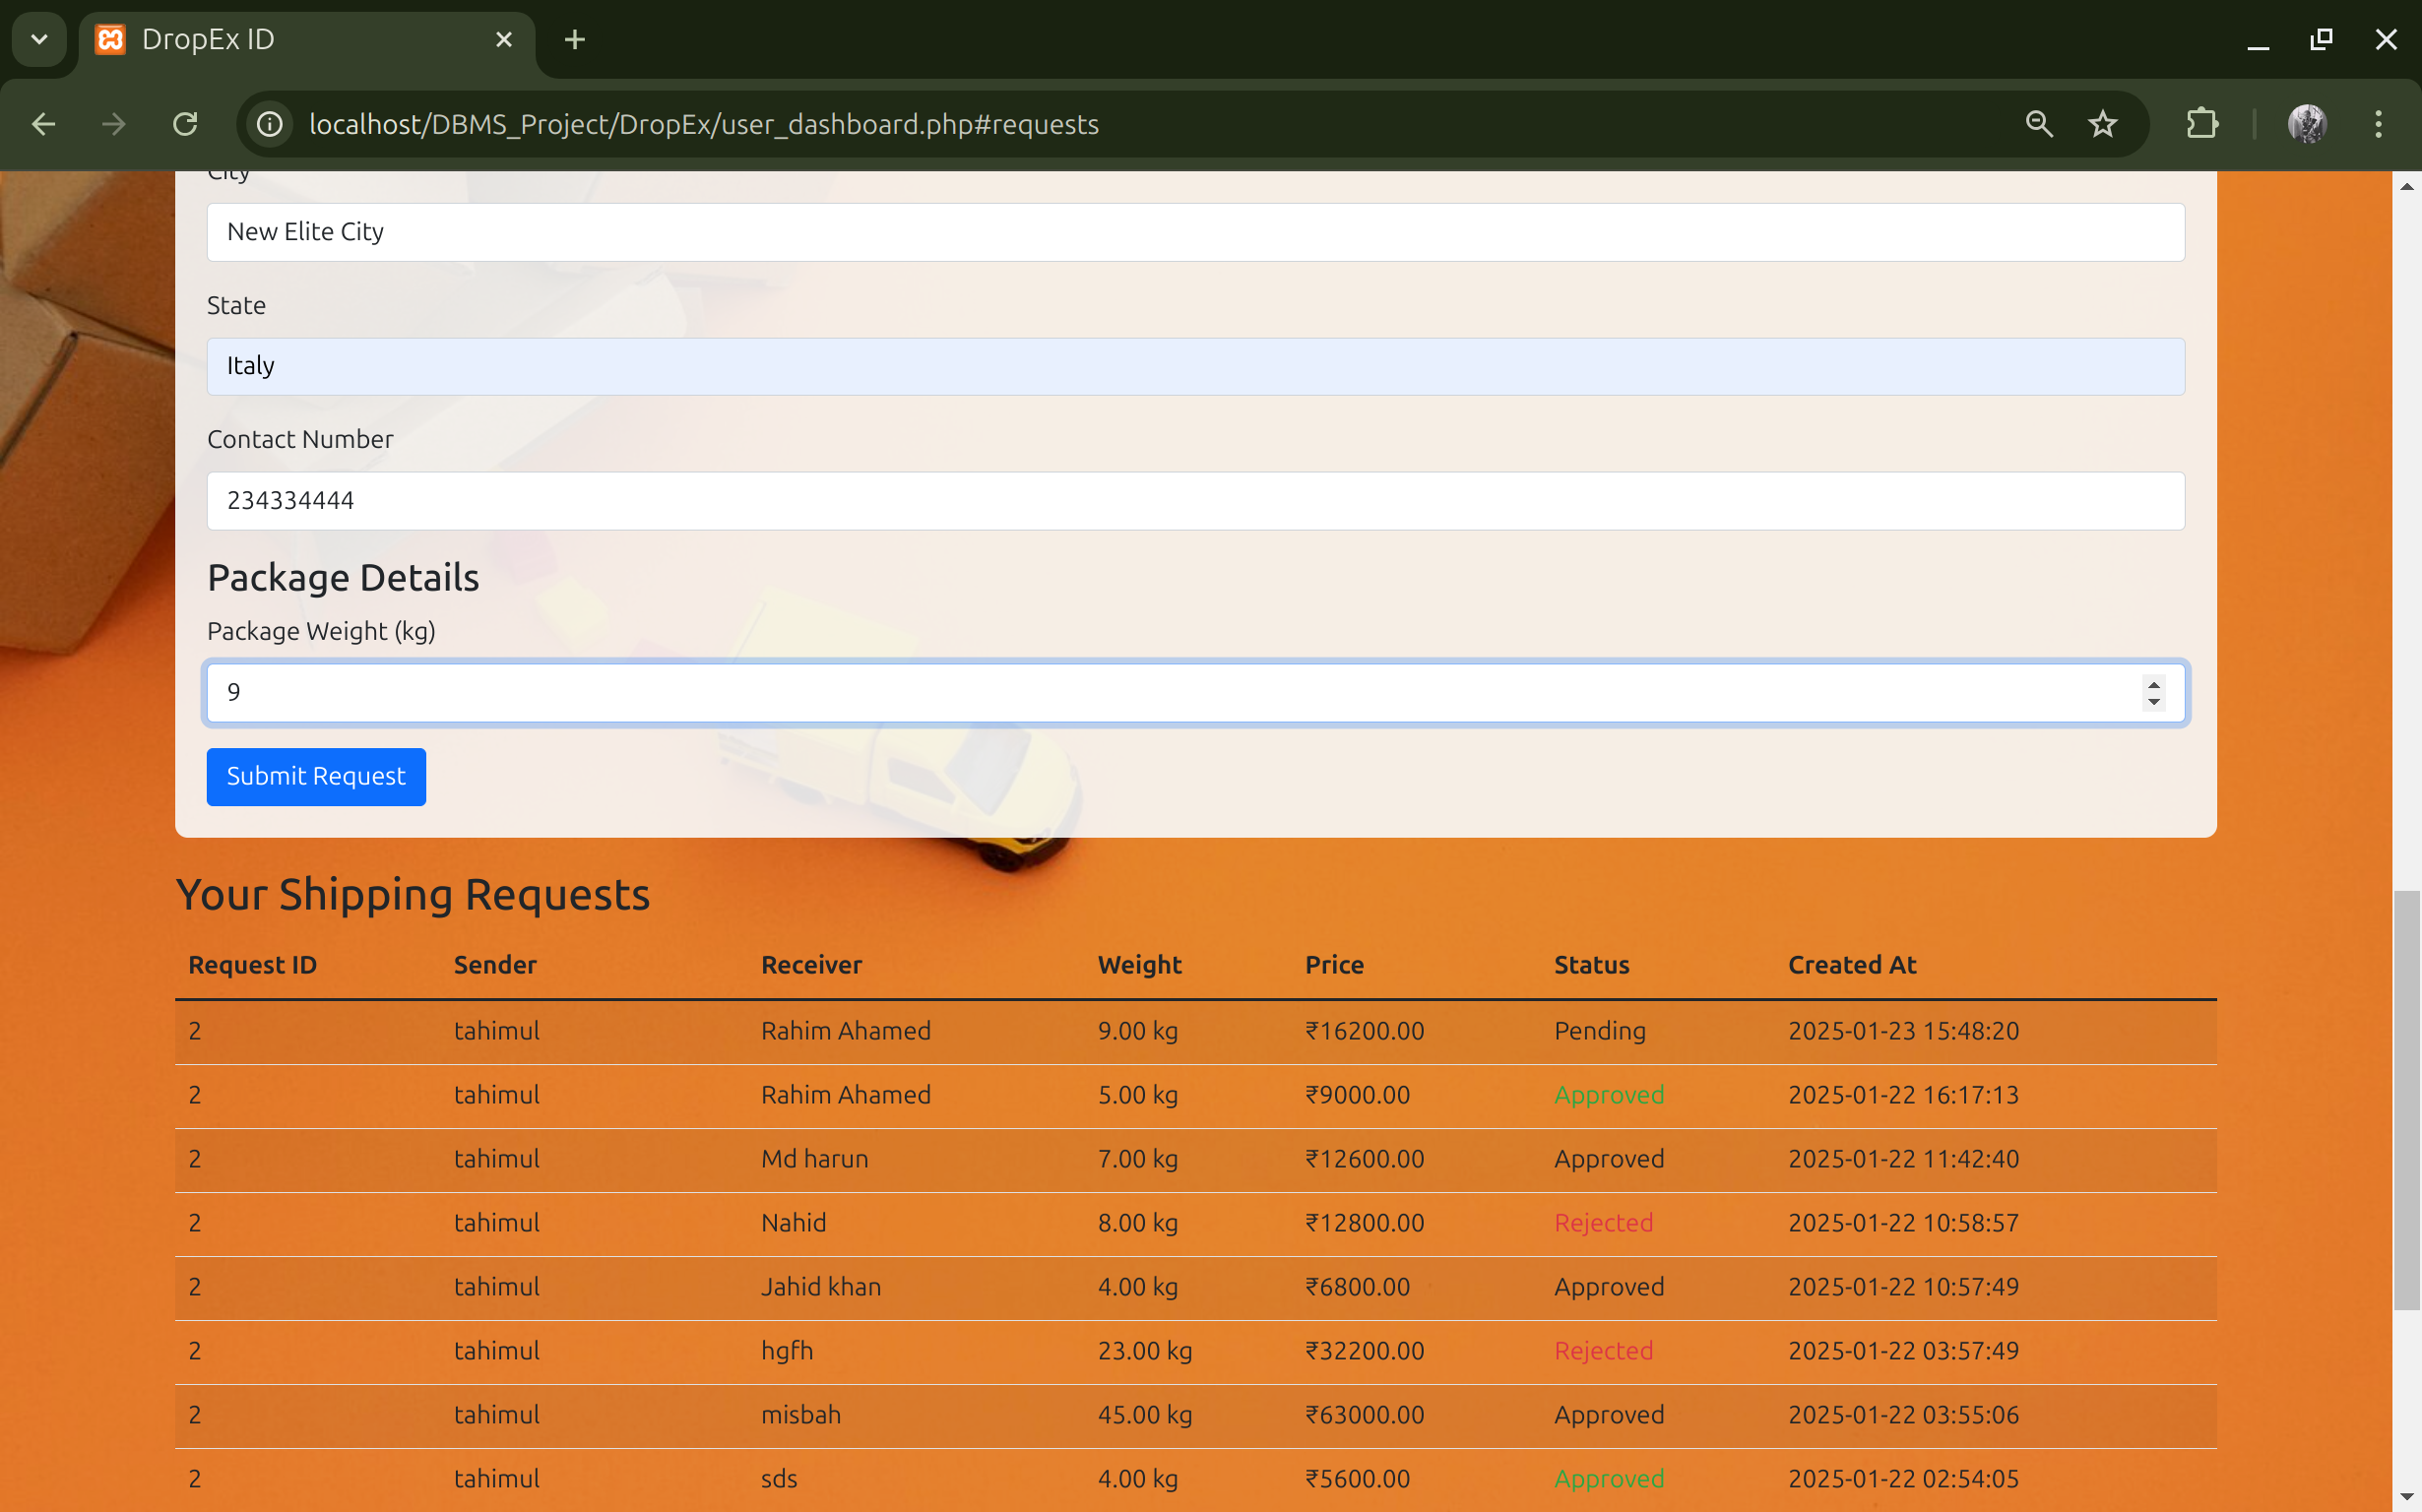 DropEx ID
localhost/DBMS_Project/DropEx/user_dashboard.php#requests
City
New Elite City
State
Italy
Contact Number
234334444
Package Details
Package Weight (kg)
9
Submit Request
Your Shipping Requests
Request ID Sender Receiver Weight Price Status Created At
2 tahimul Rahim Ahamed 9.00 kg ₹16200.00 Pending 2025-01-23 15:48:20
2 tahimul Rahim Ahamed 5.00 kg ₹9000.00 Approved 2025-01-22 16:17:13
2 tahimul Md harun 7.00 kg ₹12600.00 Approved 2025-01-22 11:42:40
2 tahimul Nahid 8.00 kg ₹12800.00 Rejected 2025-01-22 10:58:57
2 tahimul Jahid khan 4.00 kg ₹6800.00 Approved 2025-01-22 10:57:49
2 tahimul hgfh 23.00 kg ₹32200.00 Rejected 2025-01-22 03:57:49
2 tahimul misbah 45.00 kg ₹63000.00 Approved 2025-01-22 03:55:06
2 tahimul sds 4.00 kg ₹5600.00 Approved 2025-01-22 02:54:05